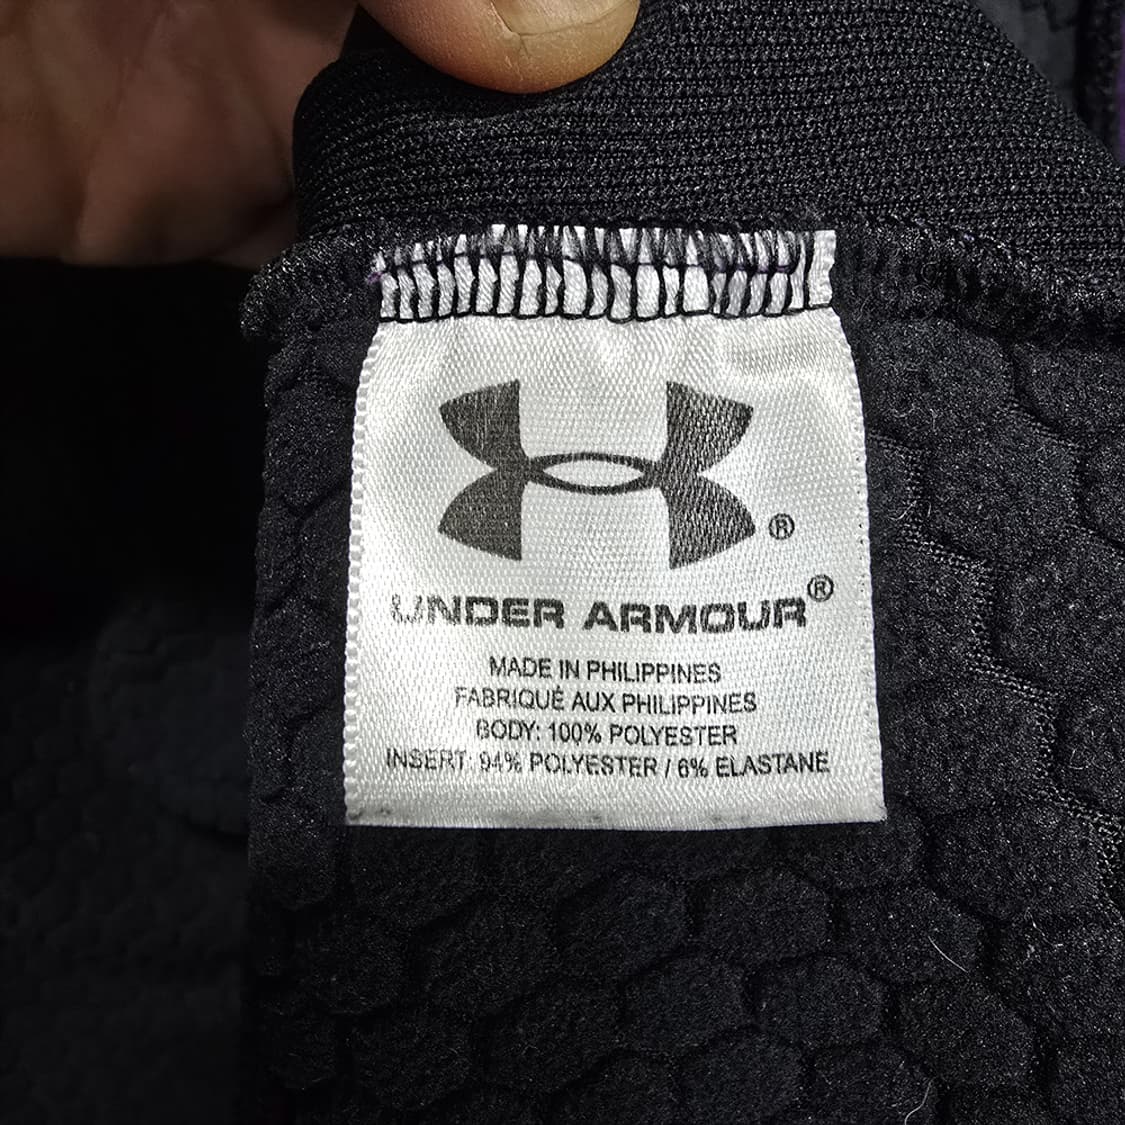 ®
UNDER ARMOUR®
MADE IN PHILIPPINES
FABRIQUÉ AUX PHILIPPINES
BODY: 100% POLYESTER
INSERT: 94% POLYESTER / 6% ELASTANE